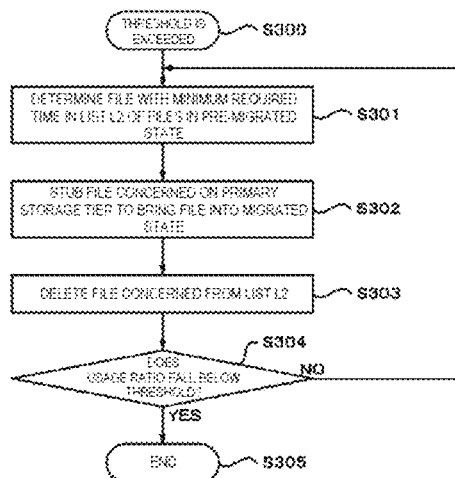 THRESHOLD IS
EXCEEDED
S300
DETERMINE FILE WITH MINIMUM REQUIRED
TIME IN LIST L2 OF FILES IN PRE-MIGRATED
STATE
S301
STUB FILE CONCERNED ON PRIMARY
STORAGE TIER TO BRING FILE INTO MIGRATED
STATE
S302
DELETE FILE CONCERNED FROM LIST L2
S303
S304
DOES
USAGE RATIO FALL BELOW
THRESHOLD?
NO
YES
END
S305